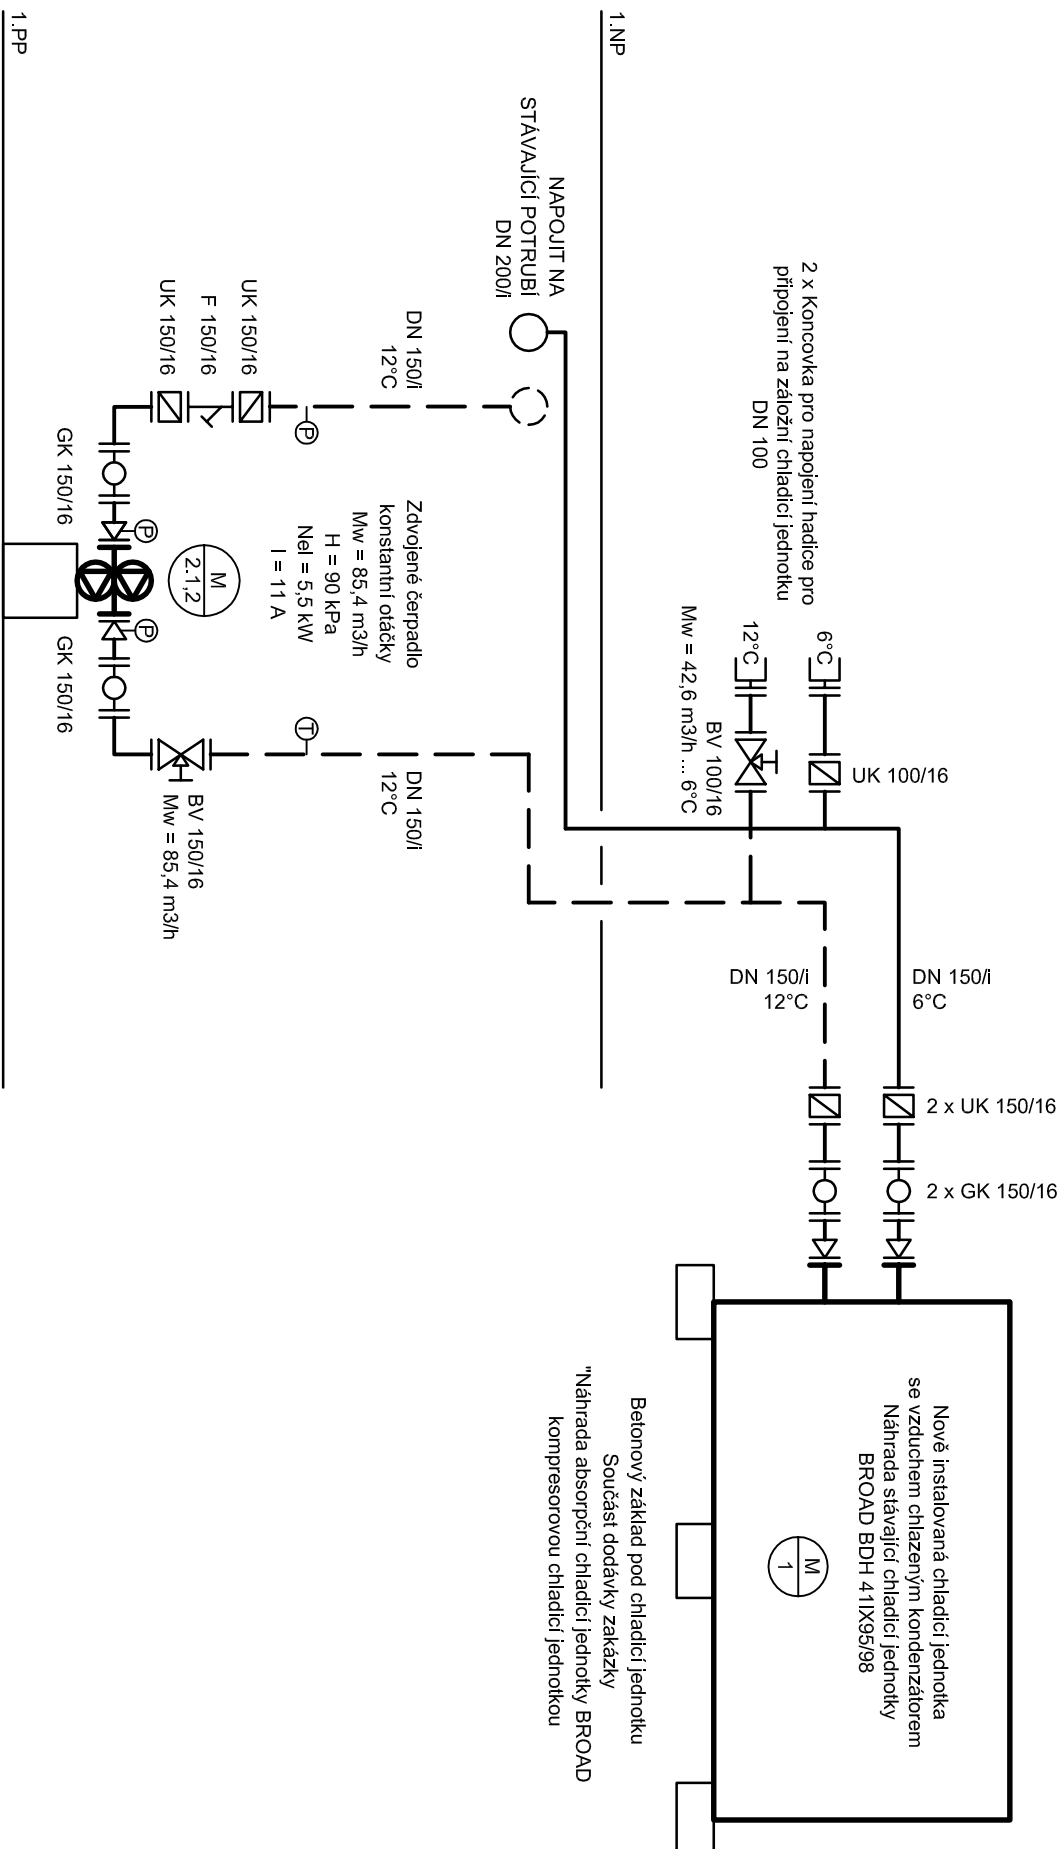 1.PP
1.NP
NAPOJIT NA
STÁVAJÍCÍ POTRUBÍ
DN 200/i
2 x Koncovka pro napojení hadice pro
připojení na záložní chladicí jednotku
DN 100
6°C
12°C
UK 100/16
BV 100/16
Mw = 42,6 m3/h ... 6°C
DN 150/i
12°C
UK 150/16
F 150/16
UK 150/16
P
GK 150/16
P
M
2.1,2
P
GK 150/16
Zdvojené čerpadlo
konstantní otáčky
Mw = 85,4 m3/h
H = 90 kPa
Nel = 5,5 kW
I = 11 A
T
DN 150/i
12°C
BV 150/16
Mw = 85,4 m3/h
DN 150/i
12°C
DN 150/i
6°C
2 x UK 150/16
2 x GK 150/16
Nově instalovaná chladicí jednotka
se vzduchem chlazeným kondenzátorem
Náhrada stávající chladicí jednotky
BROAD BDH 41IX95/98
M
1
Betonový základ pod chladicí jednotku
Součást dodávky zakázky
"Náhrada absorpční chladicí jednotky BROAD
kompresorovou chladicí jednotkou